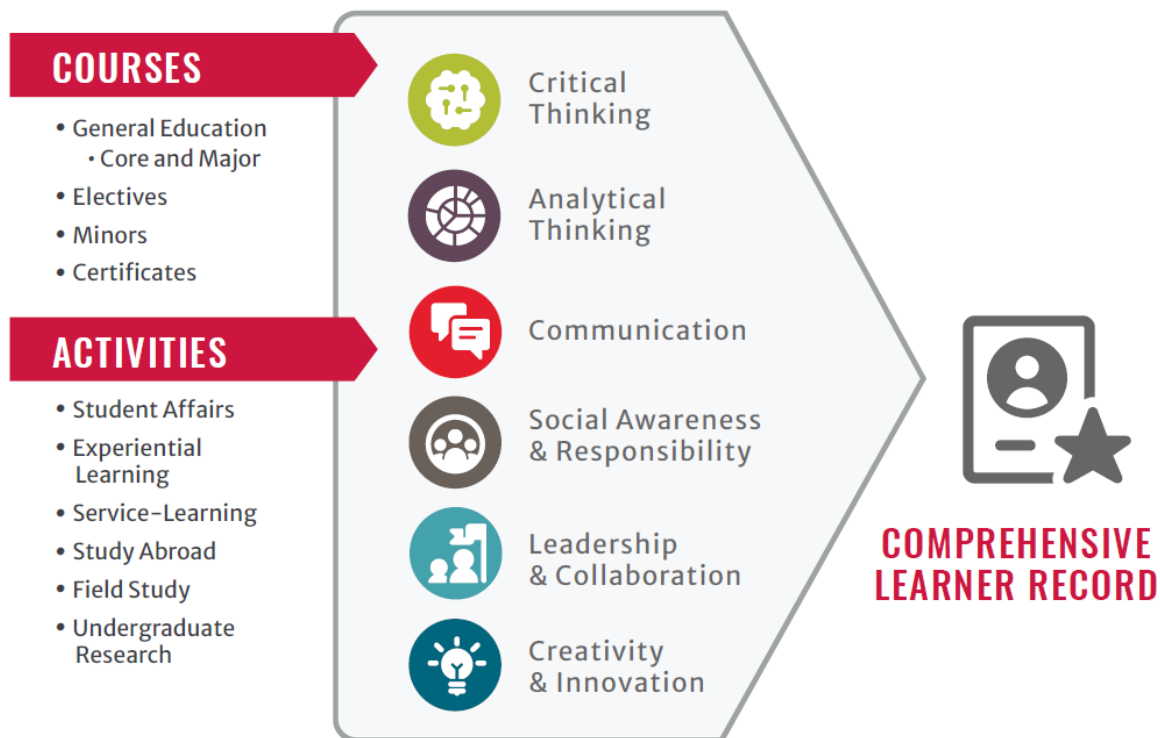 COURSES
• General Education
• Core and Major
• Electives
• Minors
• Certificates
ACTIVITIES
• Student Affairs
• Experiential
Learning
• Service-Learning
• Study Abroad
• Field Study
• Undergraduate
Research
Critical
Thinking
Analytical
Thinking
Communication
Social Awareness
& Responsibility
Leadership
& Collaboration
Creativity
& Innovation
COMPREHENSIVE
LEARNER RECORD